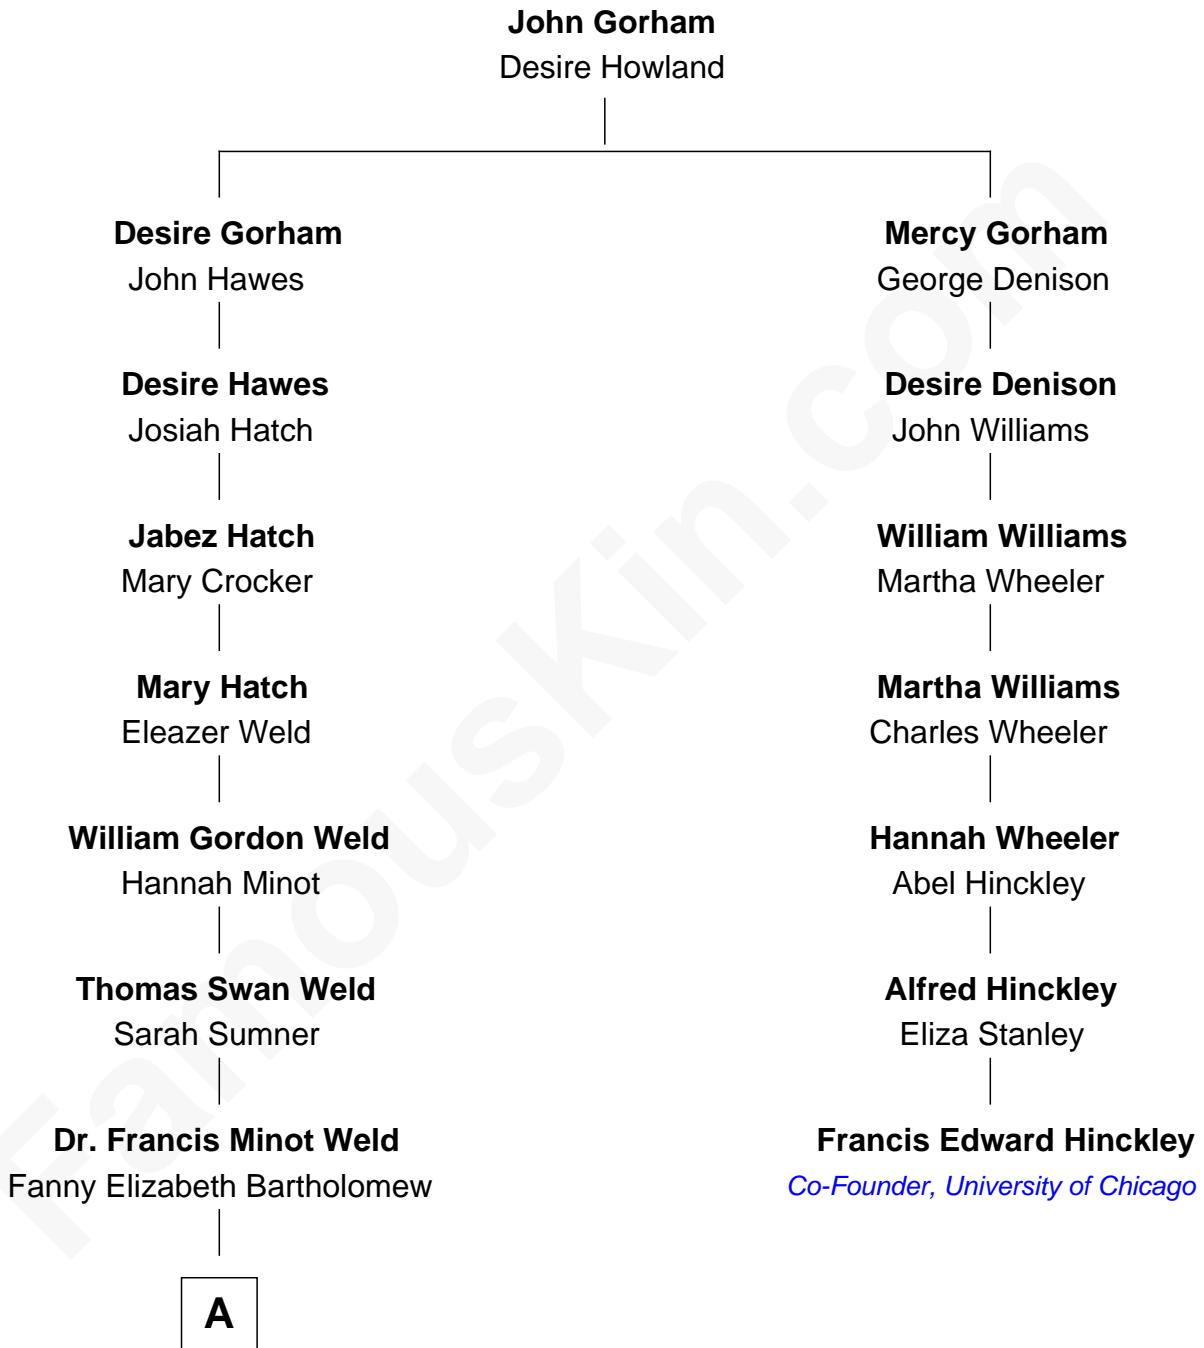 John Gorham
Desire Howland
Desire Gorham
John Hawes
Desire Hawes
Josiah Hatch
Jabez Hatch
Mary Crocker
Mary Hatch
Eleazer Weld
William Gordon Weld
Hannah Minot
Thomas Swan Weld
Sarah Sumner
Dr. Francis Minot Weld
Fanny Elizabeth Bartholomew
A
Mercy Gorham
George Denison
Desire Denison
John Williams
William Williams
Martha Wheeler
Martha Williams
Charles Wheeler
Hannah Wheeler
Abel Hinckley
Alfred Hinckley
Eliza Stanley
Francis Edward Hinckley
Co-Founder, University of Chicago
FamousKin.com